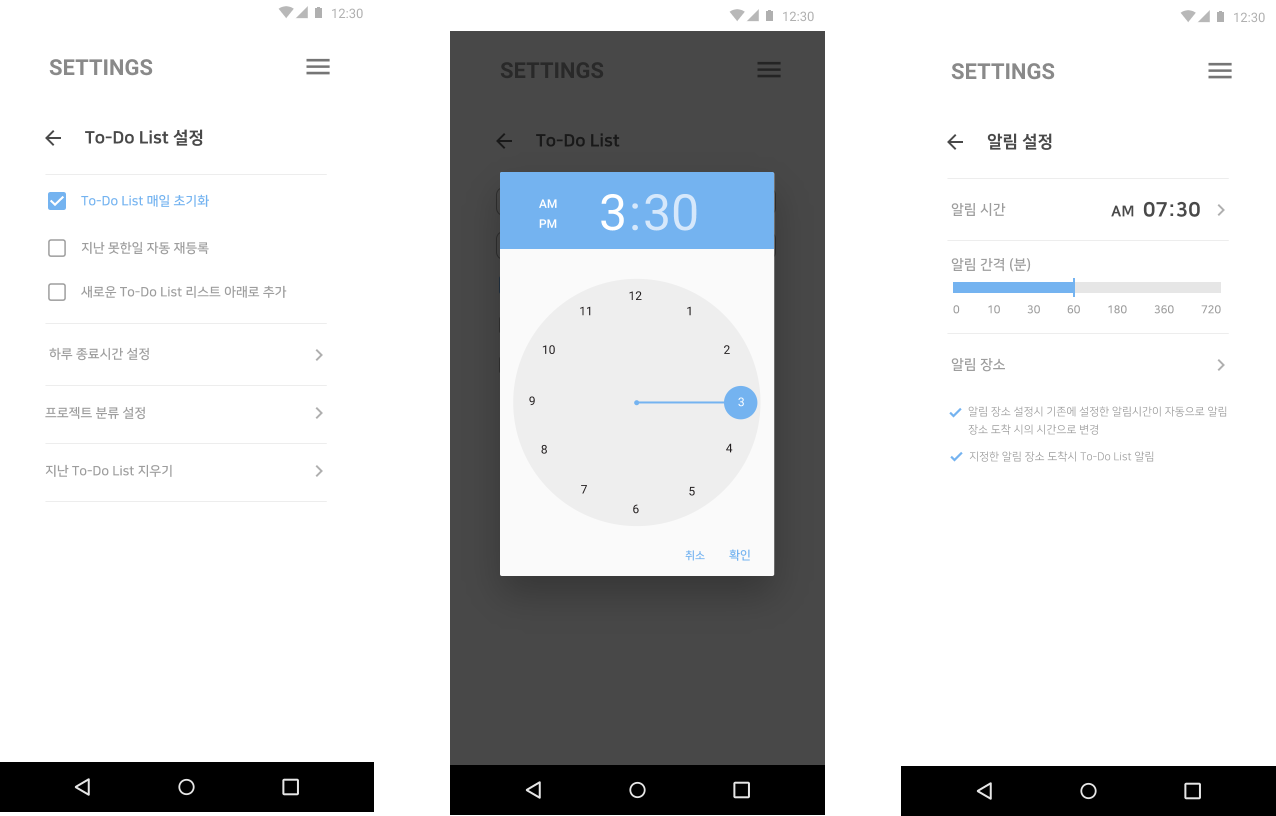 12:30
SETTINGS
To-Do List 설정
To-Do List 매일 초기화
지난 못한일 자동 재등록
새로운 To-Do List 리스트 아래로 추가
하루 종료시간 설정
프로젝트 분류 설정
지난 To-Do List 지우기
12:30
SETTINGS
To-Do List
AM
PM
3:30
12
1
2
3
4
5
6
7
8
9
10
11
취소 확인
12:30
SETTINGS
알림 설정
알림 시간 AM 07:30
알림 간격 (분)
0 10 30 60 180 360 720
알림 장소
알림 장소 설정시 기존에 설정한 알림시간이 자동으로 알림
장소 도착 시의 시간으로 변경
지정한 알림 장소 도착시 To-Do List 알림